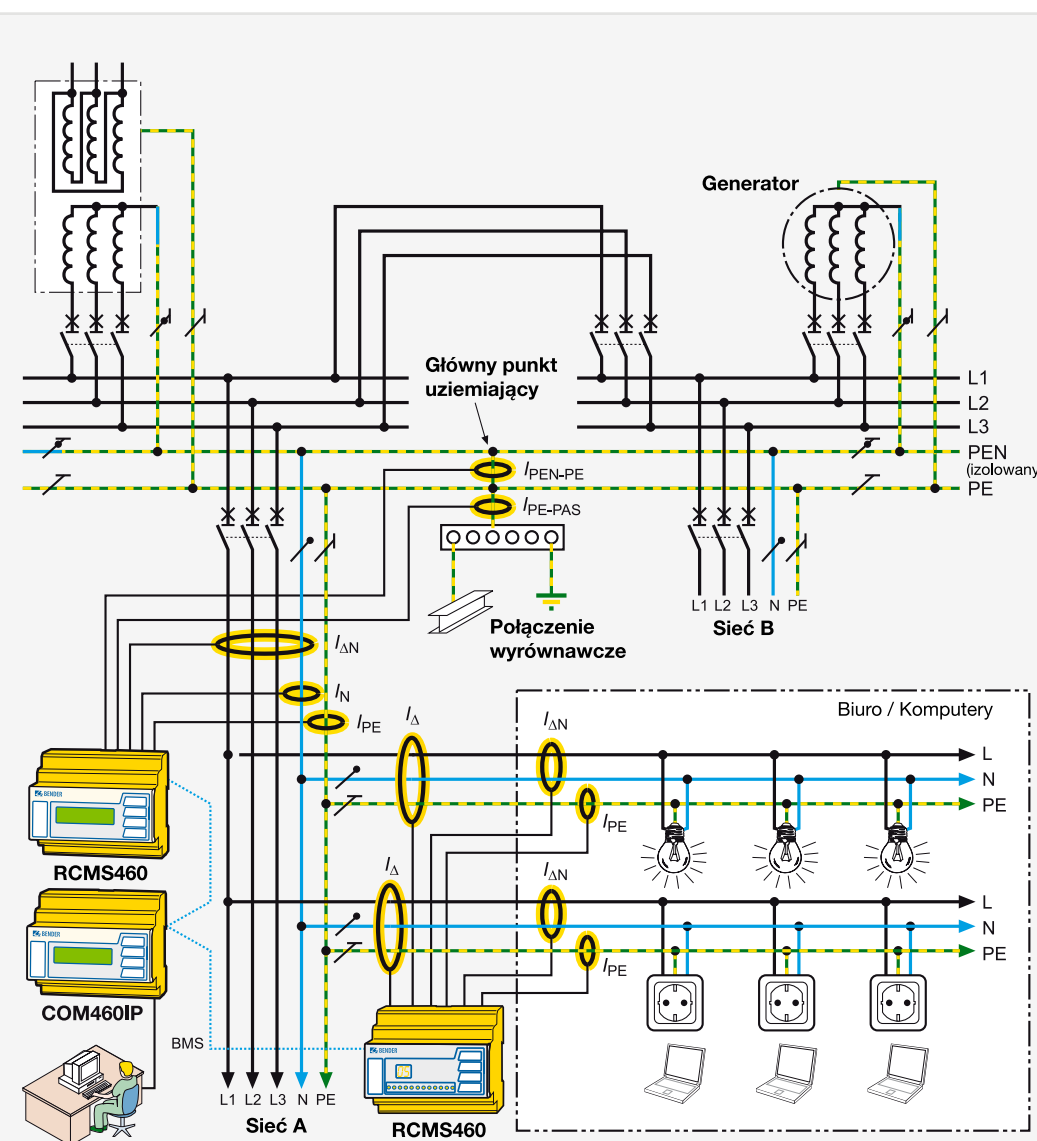 Generator
Główny punkt
uziemiający
L1
L2
L3
PEN
(izolowany
PE
IPEN-PE
IPE-PAS
L1 L2 L3 N PE
Sieć B
Połączenie
wyrównawcze
IΔN
IN
IPE
IΔ
IΔN
Biuro / Komputery
L
N
PE
IPE
BENDER
RCMS460
IΔ
IΔN
L
N
PE
IPE
BENDER
COM460IP
BMS
BENDER
L1 L2 L3 N PE
Sieć A
RCMS460